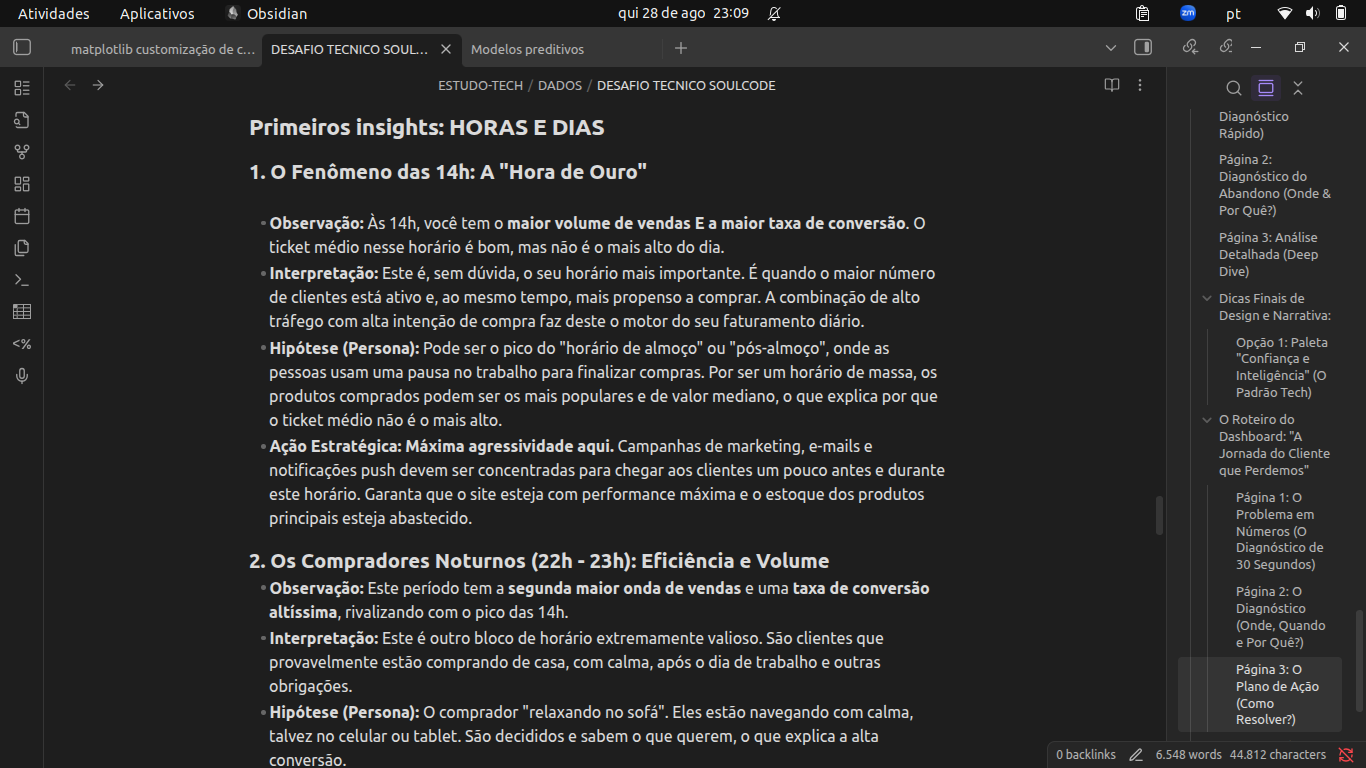 Atividades Aplicativos Obsidian qui 28 de ago 23:09 zm pt
matplotlib customização de c... DESAFIO TECNICO SOUL... Modelos preditivos
ESTUDO-TECH / DADOS / DESAFIO TECNICO SOULCODE
Primeiros insights: HORAS E DIAS
1. O Fenômeno das 14h: A "Hora de Ouro"
Observação: Às 14h, você tem o maior volume de vendas E a maior taxa de conversão. O
ticket médio nesse horário é bom, mas não é o mais alto do dia.
Interpretação: Este é, sem dúvida, o seu horário mais importante. É quando o maior número
de clientes está ativo e, ao mesmo tempo, mais propenso a comprar. A combinação de alto
tráfego com alta intenção de compra faz deste o motor do seu faturamento diário.
Hipótese (Persona): Pode ser o pico do "horário de almoço" ou "pós-almoço", onde as
pessoas usam uma pausa no trabalho para finalizar compras. Por ser um horário de massa, os
produtos comprados podem ser os mais populares e de valor mediano, o que explica por que
o ticket médio não é o mais alto.
Ação Estratégica: Máxima agressividade aqui. Campanhas de marketing, e-mails e
notificações push devem ser concentradas para chegar aos clientes um pouco antes e durante
este horário. Garanta que o site esteja com performance máxima e o estoque dos produtos
principais esteja abastecido.
2. Os Compradores Noturnos (22h - 23h): Eficiência e Volume
Observação: Este período tem a segunda maior onda de vendas e uma taxa de conversão
altíssima, rivalizando com o pico das 14h.
Interpretação: Este é outro bloco de horário extremamente valioso. São clientes que
provavelmente estão comprando de casa, com calma, após o dia de trabalho e outras
obrigações.
Hipótese (Persona): O comprador "relaxando no sofá". Eles estão navegando com calma,
talvez no celular ou tablet. São decididos e sabem o que querem, o que explica a alta
conversão.
<%
Diagnóstico
Rápido)
Página 2:
Diagnóstico do
Abandono (Onde &
Por Quê?)
Página 3: Análise
Detalhada (Deep
Dive)
Dicas Finais de
Design e Narrativa:
Opção 1: Paleta
"Confiança e
Inteligência" (O
Padrão Tech)
O Roteiro do
Dashboard: "A
Jornada do Cliente
que Perdemos"
Página 1: O
Problema em
Números (O
Diagnóstico de
30 Segundos)
Página 2: O
Diagnóstico
(Onde, Quando
e Por Quê?)
Página 3: O
Plano de Ação
(Como
Resolver?)
0 backlinks 6.548 words 44.812 characters